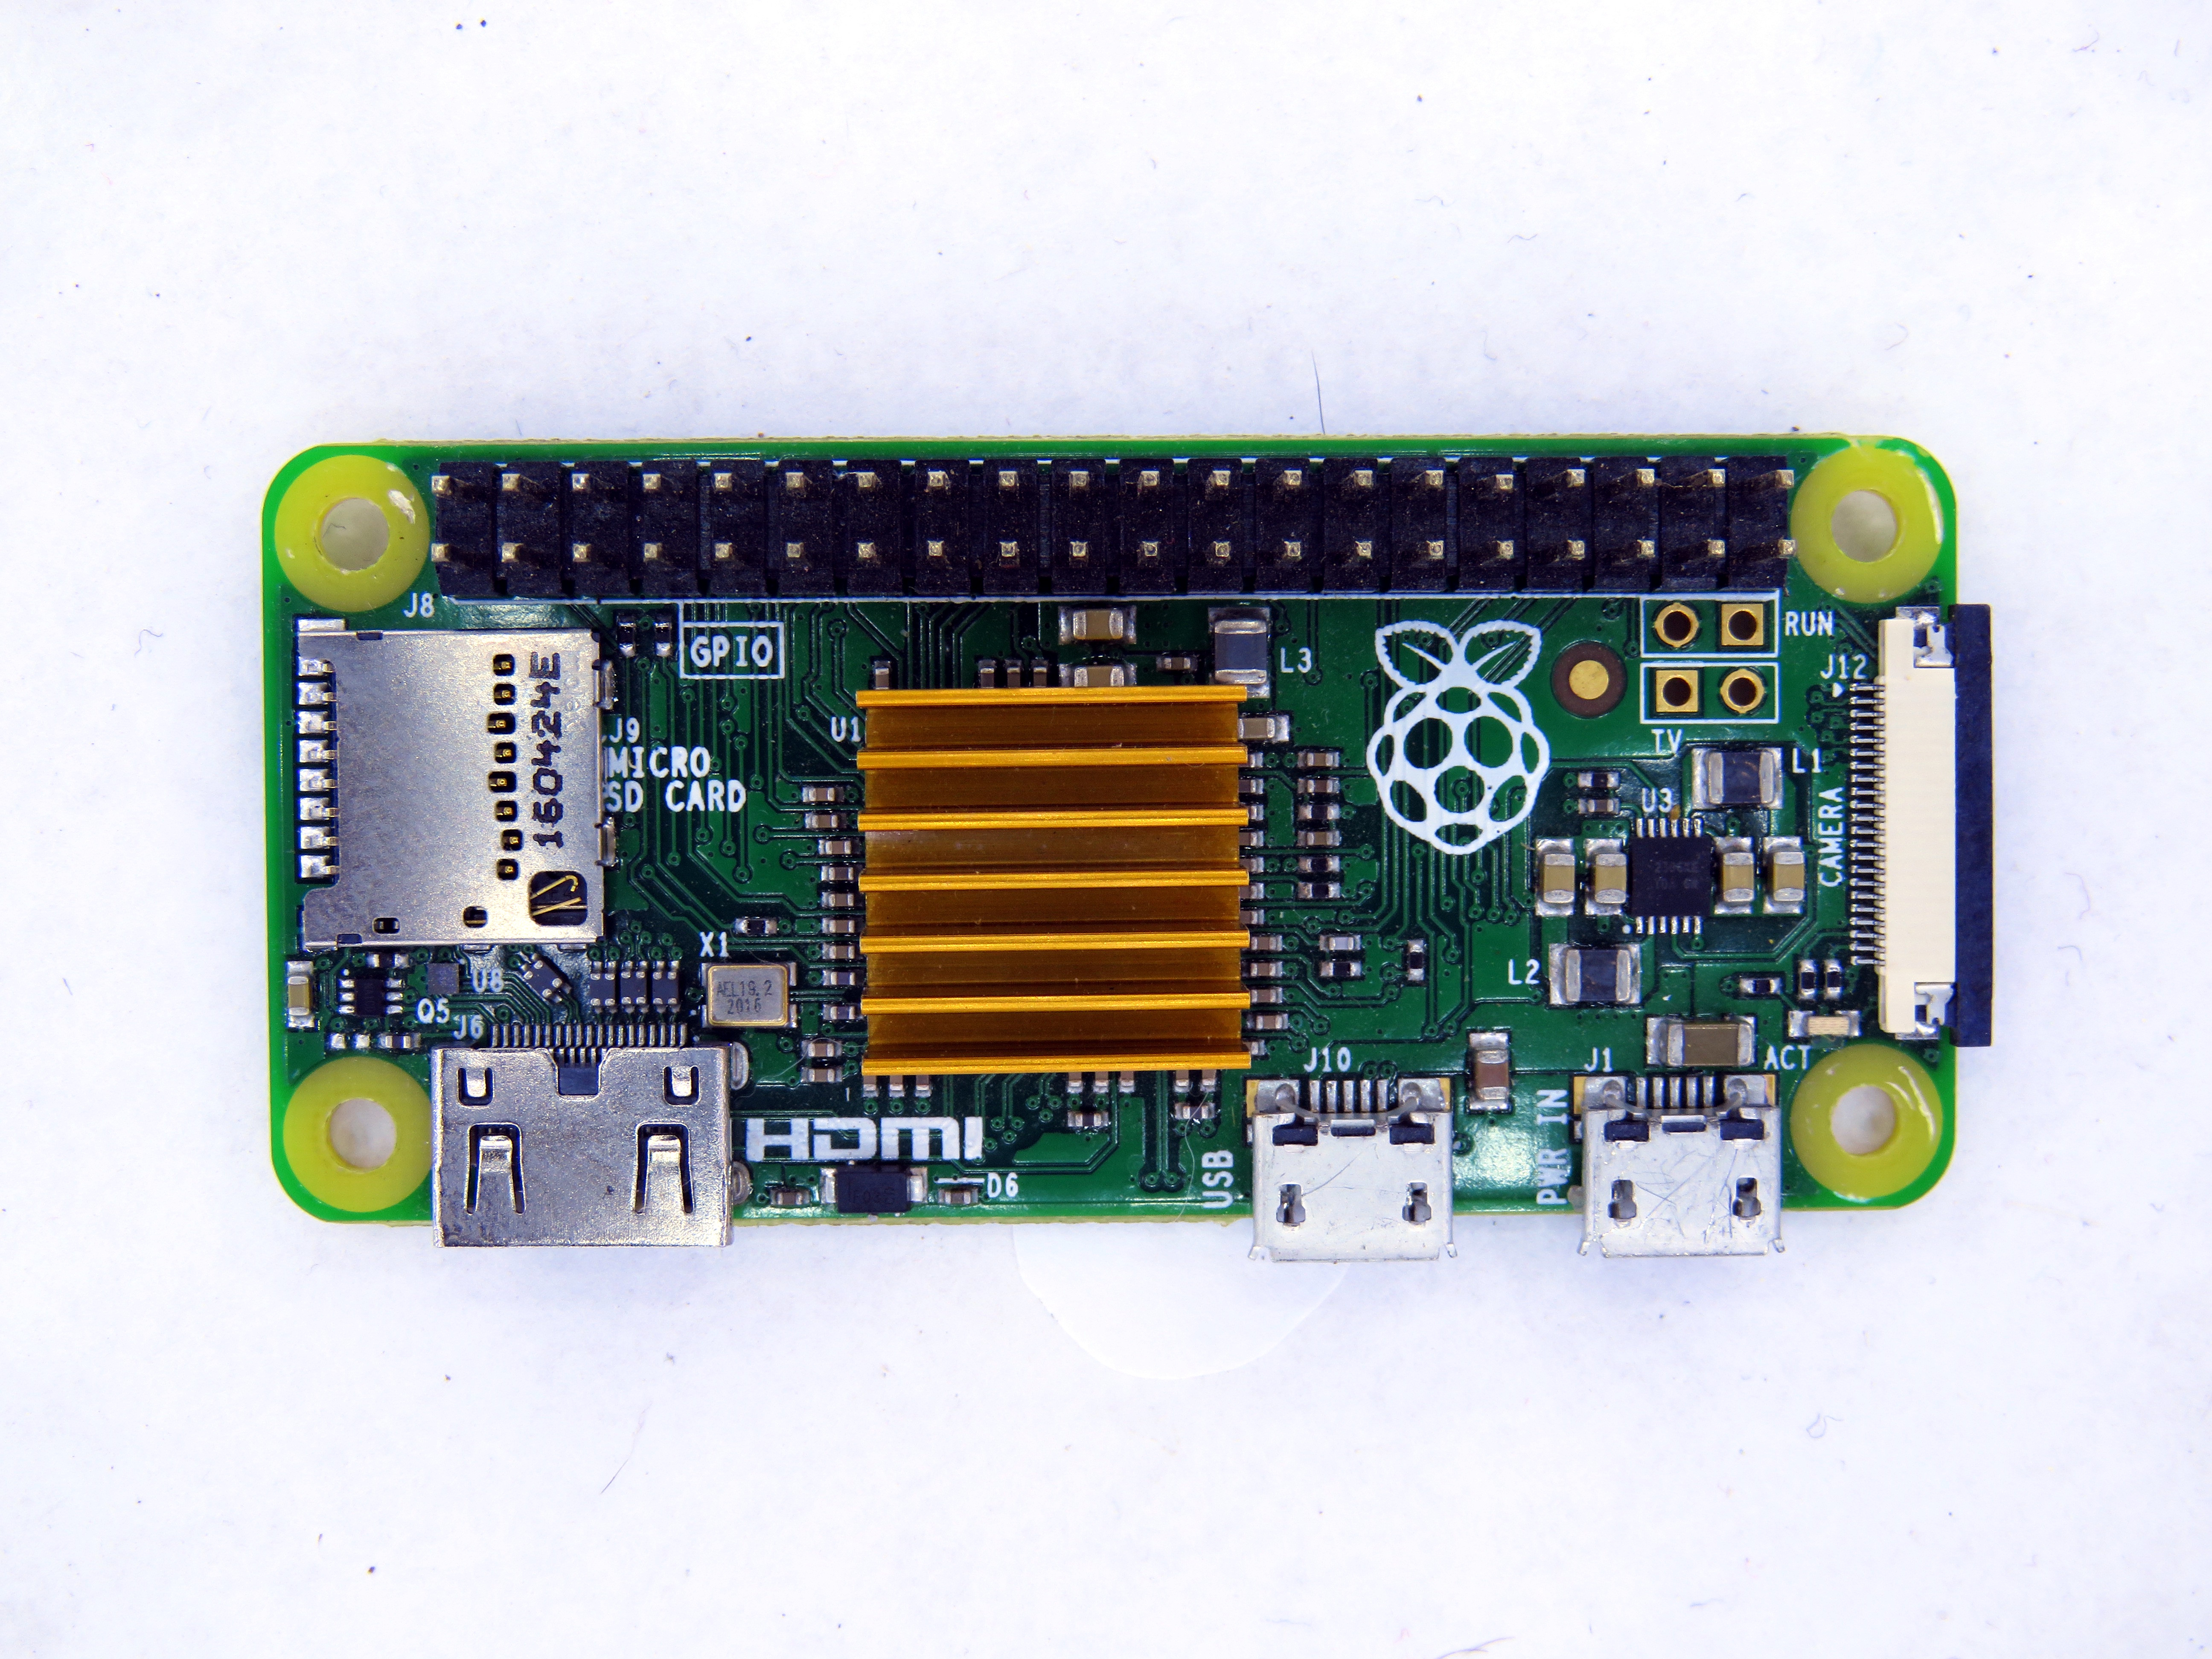 J8
GPIO
RUN
L3
J12
160424E
J9
MICRO
SD CARD
U1
TV
L1
U3
CAMERA
X1
U8
L2
AEL19.2
2016
Q5
J6
J10
J1
ACT
HDMI
USB
PWR IN
D6